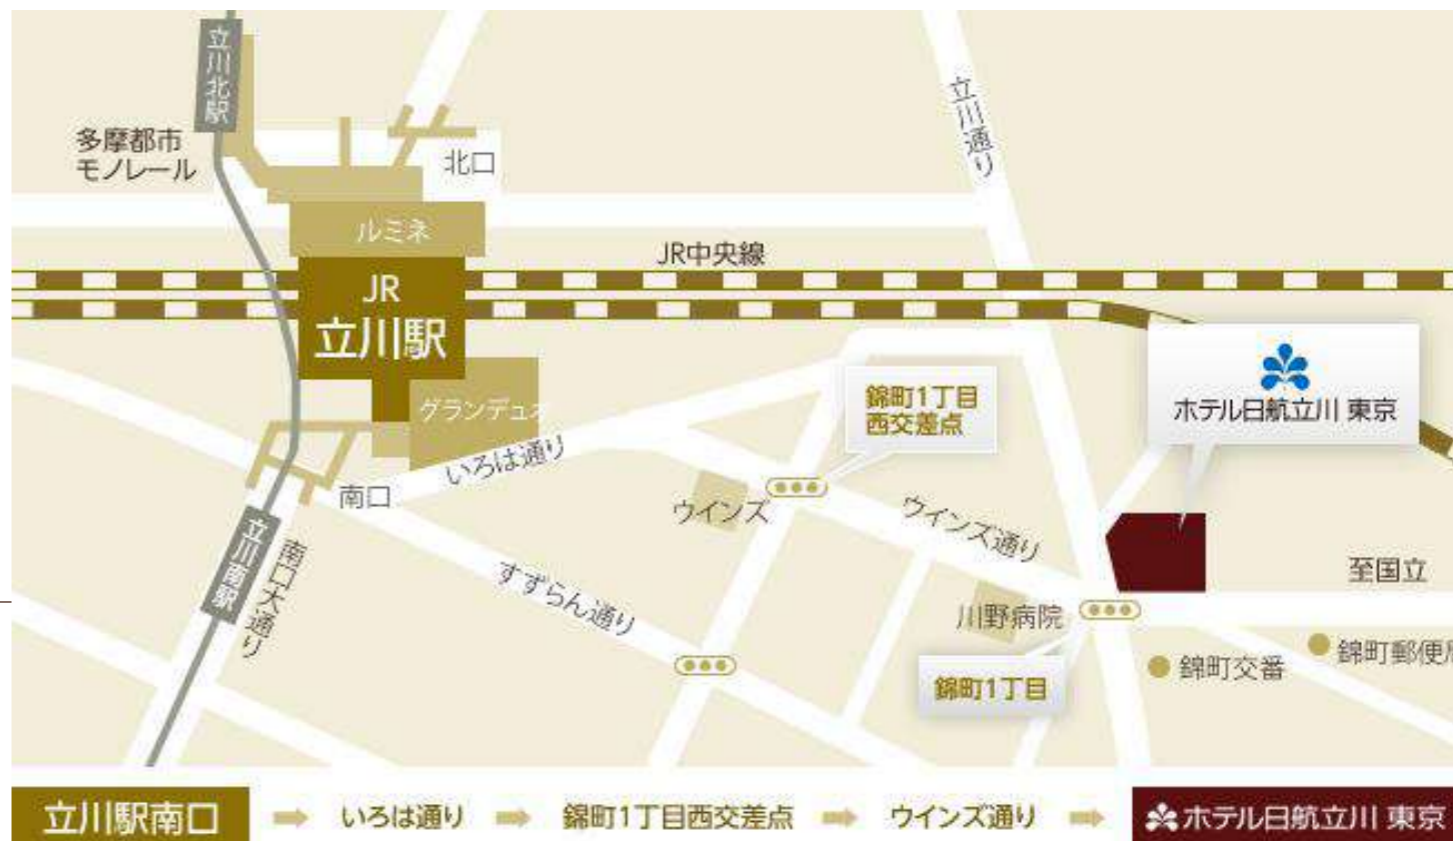 立川北駅
多摩都市
モノレール
北口
立川通り
ルミネ
JR中央線
JR
立川駅
グランデュオ
錦町1丁目
西交差点
ホテル日航立川 東京
いろは通り
南口
ウインズ
ウインズ通り
立川南駅
南口大通り
すずらん通り
至国立
川野病院
錦町1丁目
錦町交番
錦町郵便局
立川駅南口
いろは通り
錦町1丁目西交差点
ウインズ通り
ホテル日航立川 東京